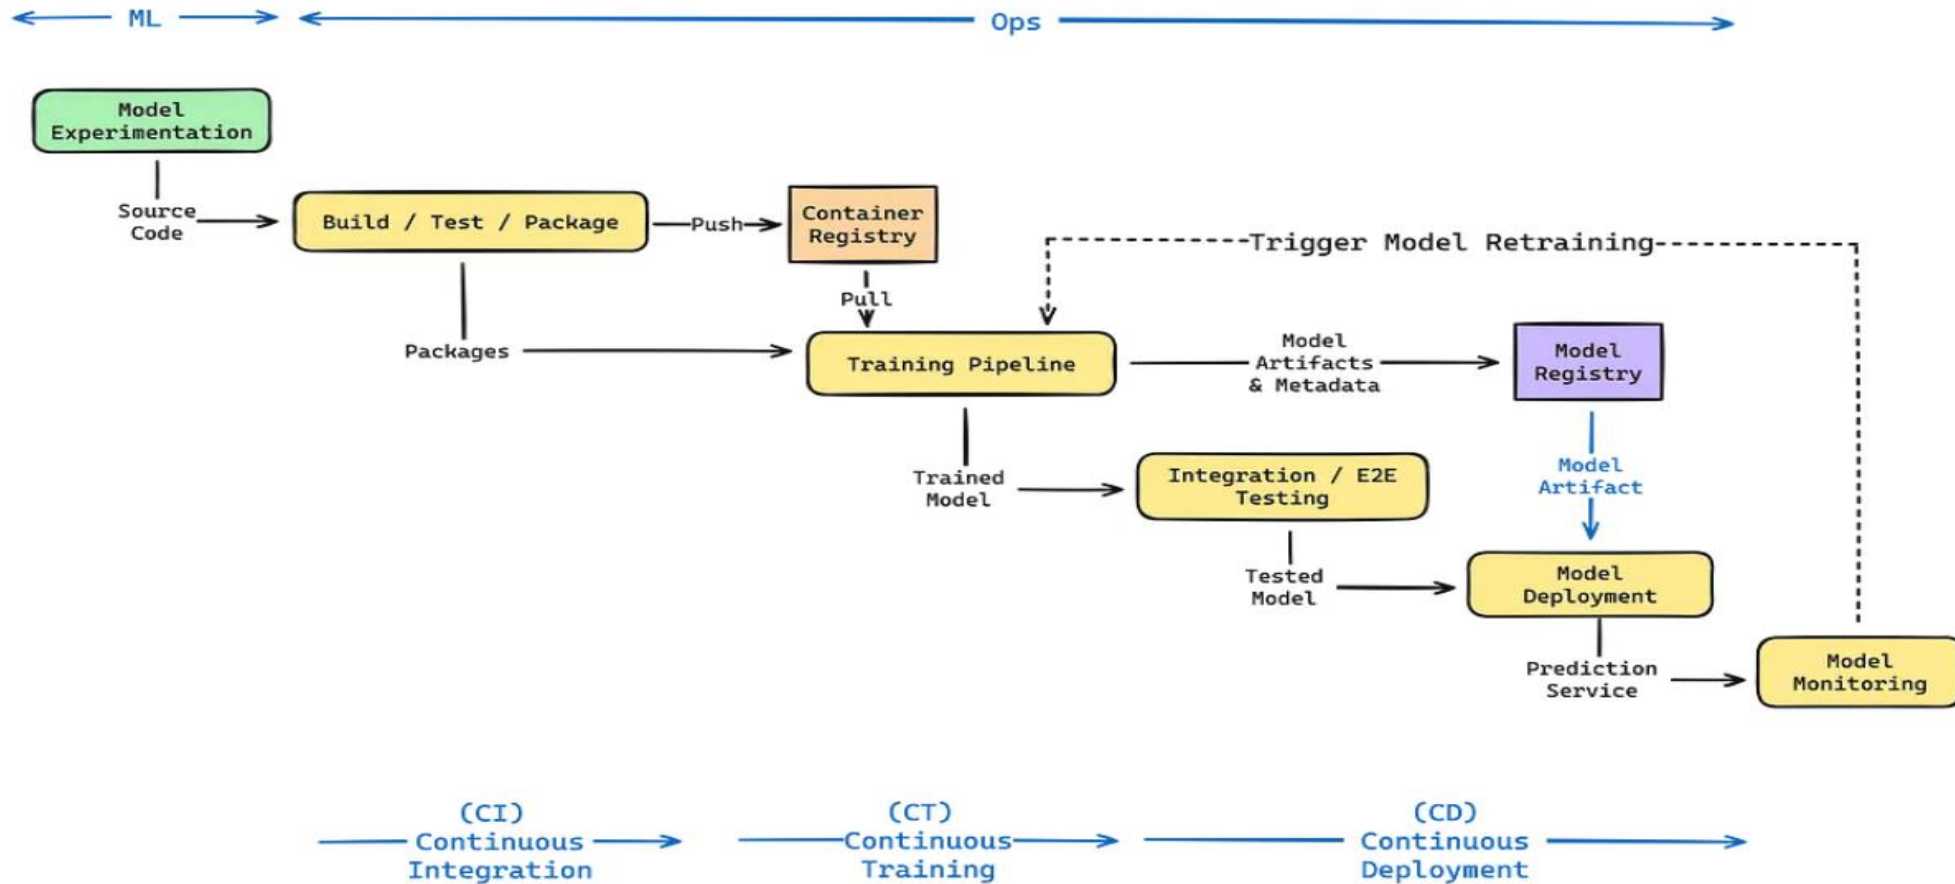 ML
Ops
Model
Experimentation
Source
Code
Build / Test / Package
Push
Container
Registry
Pull
Trigger Model Retraining
Packages
Training Pipeline
Model
Artifacts
& Metadata
Model
Registry
Trained
Model
Integration / E2E
Testing
Model
Artifact
Tested
Model
Model
Deployment
Prediction
Service
Model
Monitoring
(CI)
Continuous
Integration
(CT)
Continuous
Training
(CD)
Continuous
Deployment